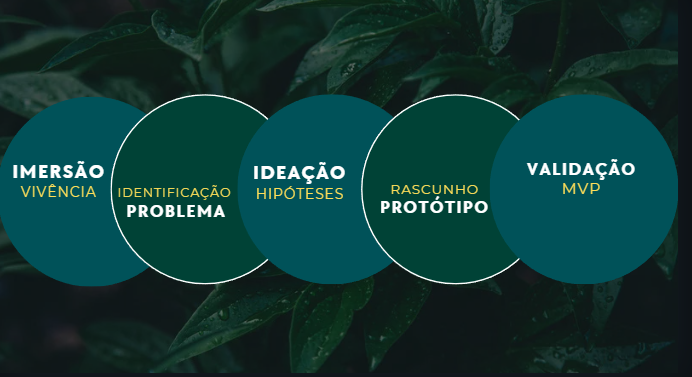 IMERSÃO
VIVÊNCIA
IDENTIFICAÇÃO
PROBLEMA
IDEAÇÃO
HIPÓTESES
RASCUNHO
PROTÓTIPO
VALIDAÇÃO
MVP